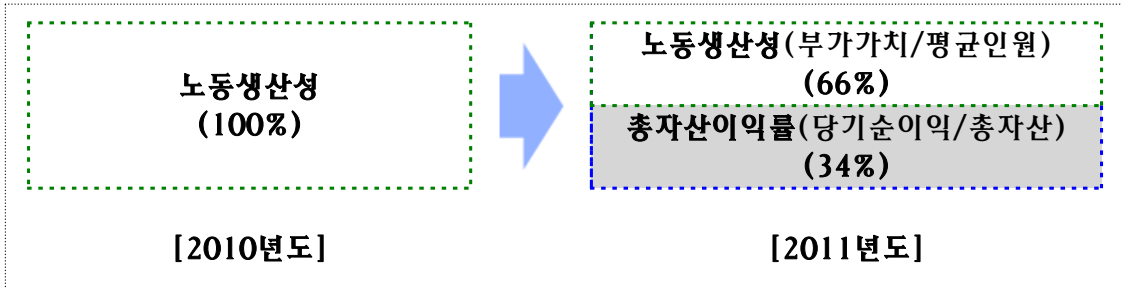 노동생산성
(100%)
[2010년도]
노동생산성(부가가치/평균인원)
(66%)
총자산이익률(당기순이익/총자산)
(34%)
[2011년도]